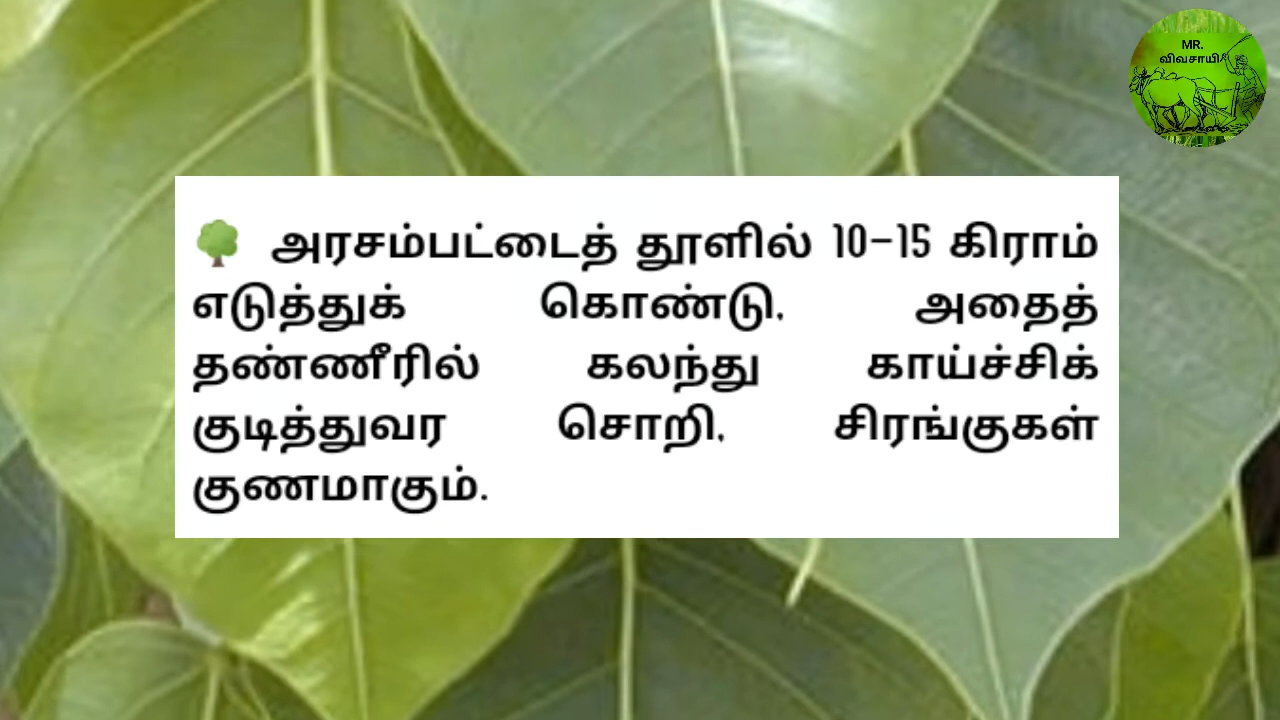 MR.
விவசாயி
🌳 அரசம்பட்டைத் தூளில் 10-15 கிராம்
எடுத்துக் கொண்டு, அதைத்
தண்ணீரில் கலந்து காய்ச்சிக்
குடித்துவர சொறி, சிரங்குகள்
குணமாகும்.